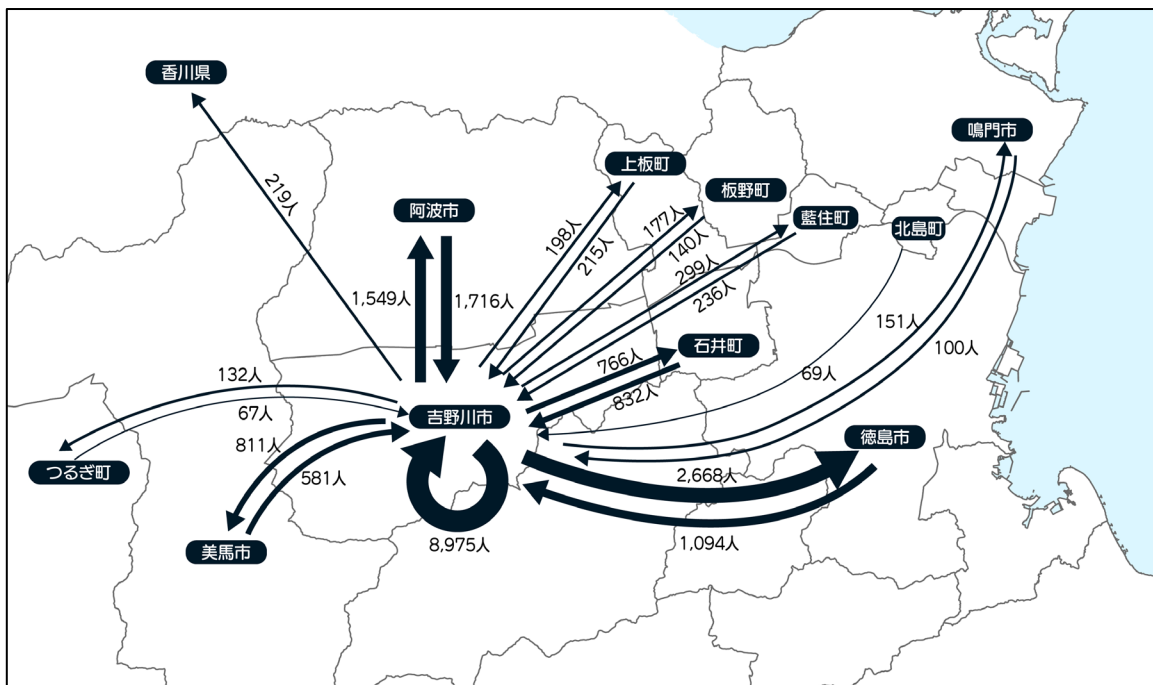 香川県
鳴門市
上板町
板野町
阿波市
藍住町
北島町
219人
198人
215人
177人
140人
299人
236人
1,549人
1,716人
151人
100人
石井町
766人
832人
69人
132人
67人
吉野川市
徳島市
811人
つるぎ町
581人
2,668人
美馬市
8,975人
1,094人